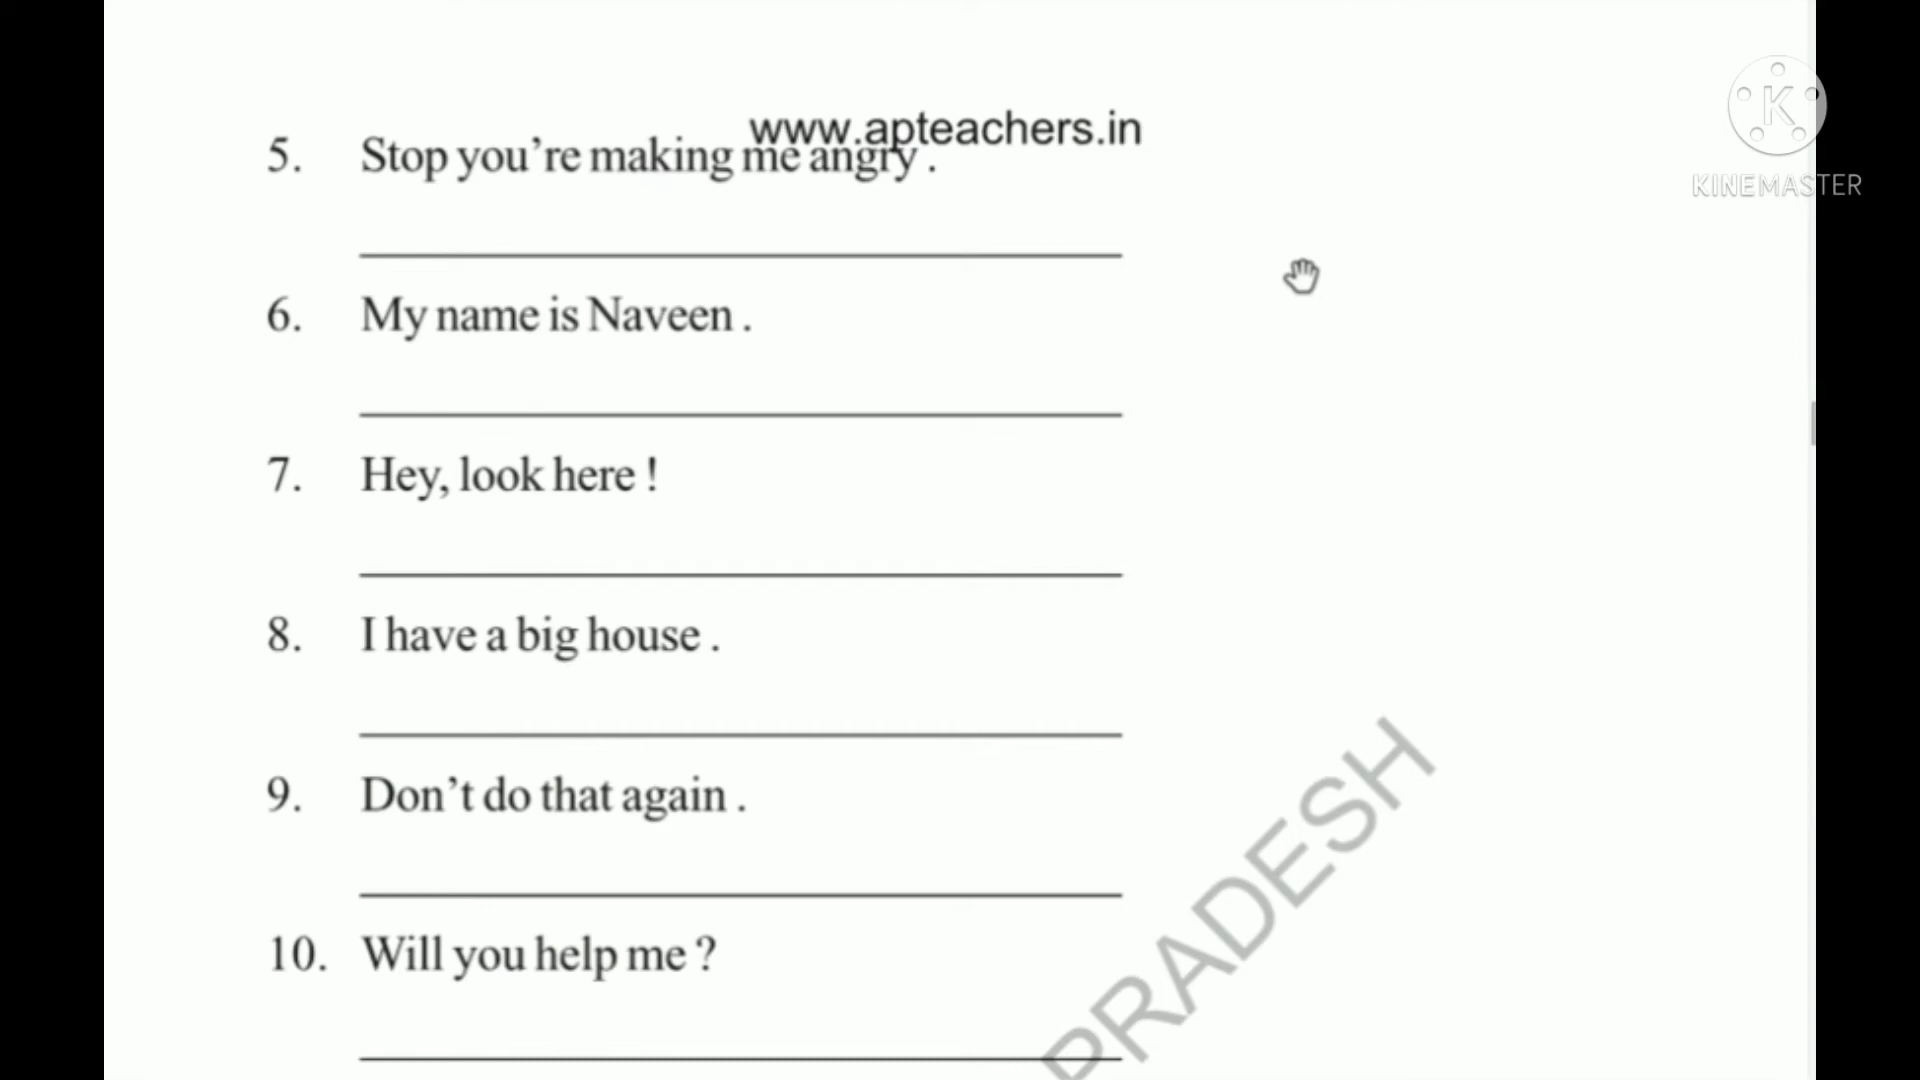 www.apteachers.in
5. Stop you’re making me angry .
6. My name is Naveen .
7. Hey, look here !
8. I have a big house .
9. Don’t do that again .
10. Will you help me ?
PRADESH
K
KINEMASTER